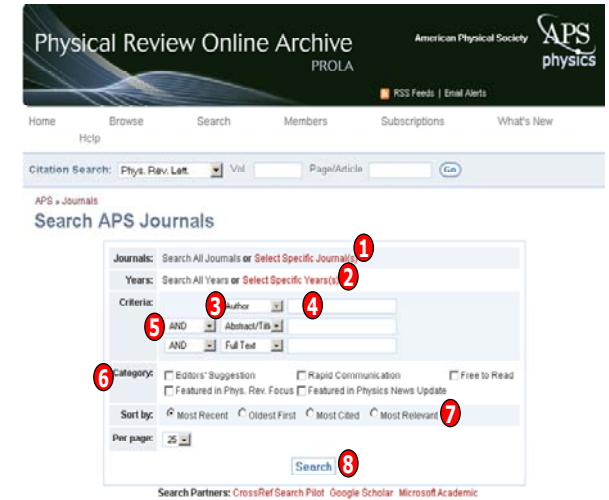 Physical Review Online Archive
PROLA
American Physical Society
APS
physics
RSS Feeds | Email Alerts
Home Browse Search Members Subscriptions What's New
Help
Citation Search: Phys. Rev. Lett. Vol Page/Article Go
APS » Journals
Search APS Journals
Journals: Search All Journals or Select Specific Journal(s) 1
Years: Search All Years or Select Specific Years(s) 2
Criteria: 3 Author 4
5 AND Abstract/Titl
AND Full Text
6 Category: Editors' Suggestion Rapid Communication Free to Read
Featured in Phys. Rev. Focus Featured in Physics News Update
Sort by: Most Recent Oldest First Most Cited Most Relevant 7
Per page: 25
Search 8
Search Partners: CrossRef Search Pilot Google Scholar Microsoft Academic